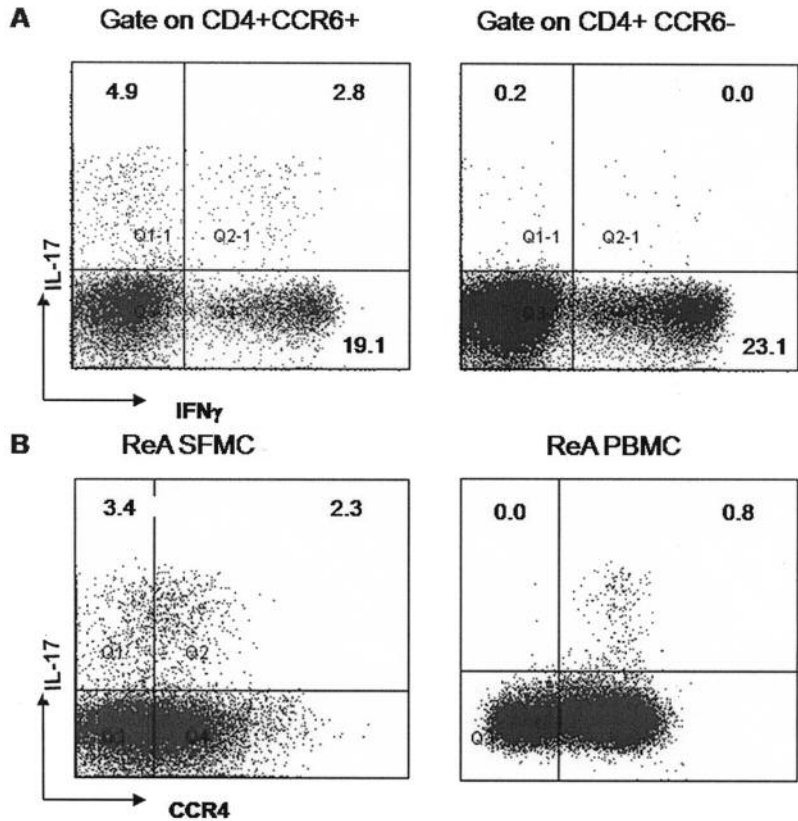 A
Gate on CD4+CCR6+
Gate on CD4+ CCR6-
4.9
2.8
0.2
0.0
Q1-1
Q2-1
Q1-1
Q2-1
IL-17
19.1
23.1
IFNγ
B
ReA SFMC
ReA PBMC
3.4
2.3
0.0
0.8
Q1
Q2
IL-17
Q3
Q4
CCR4